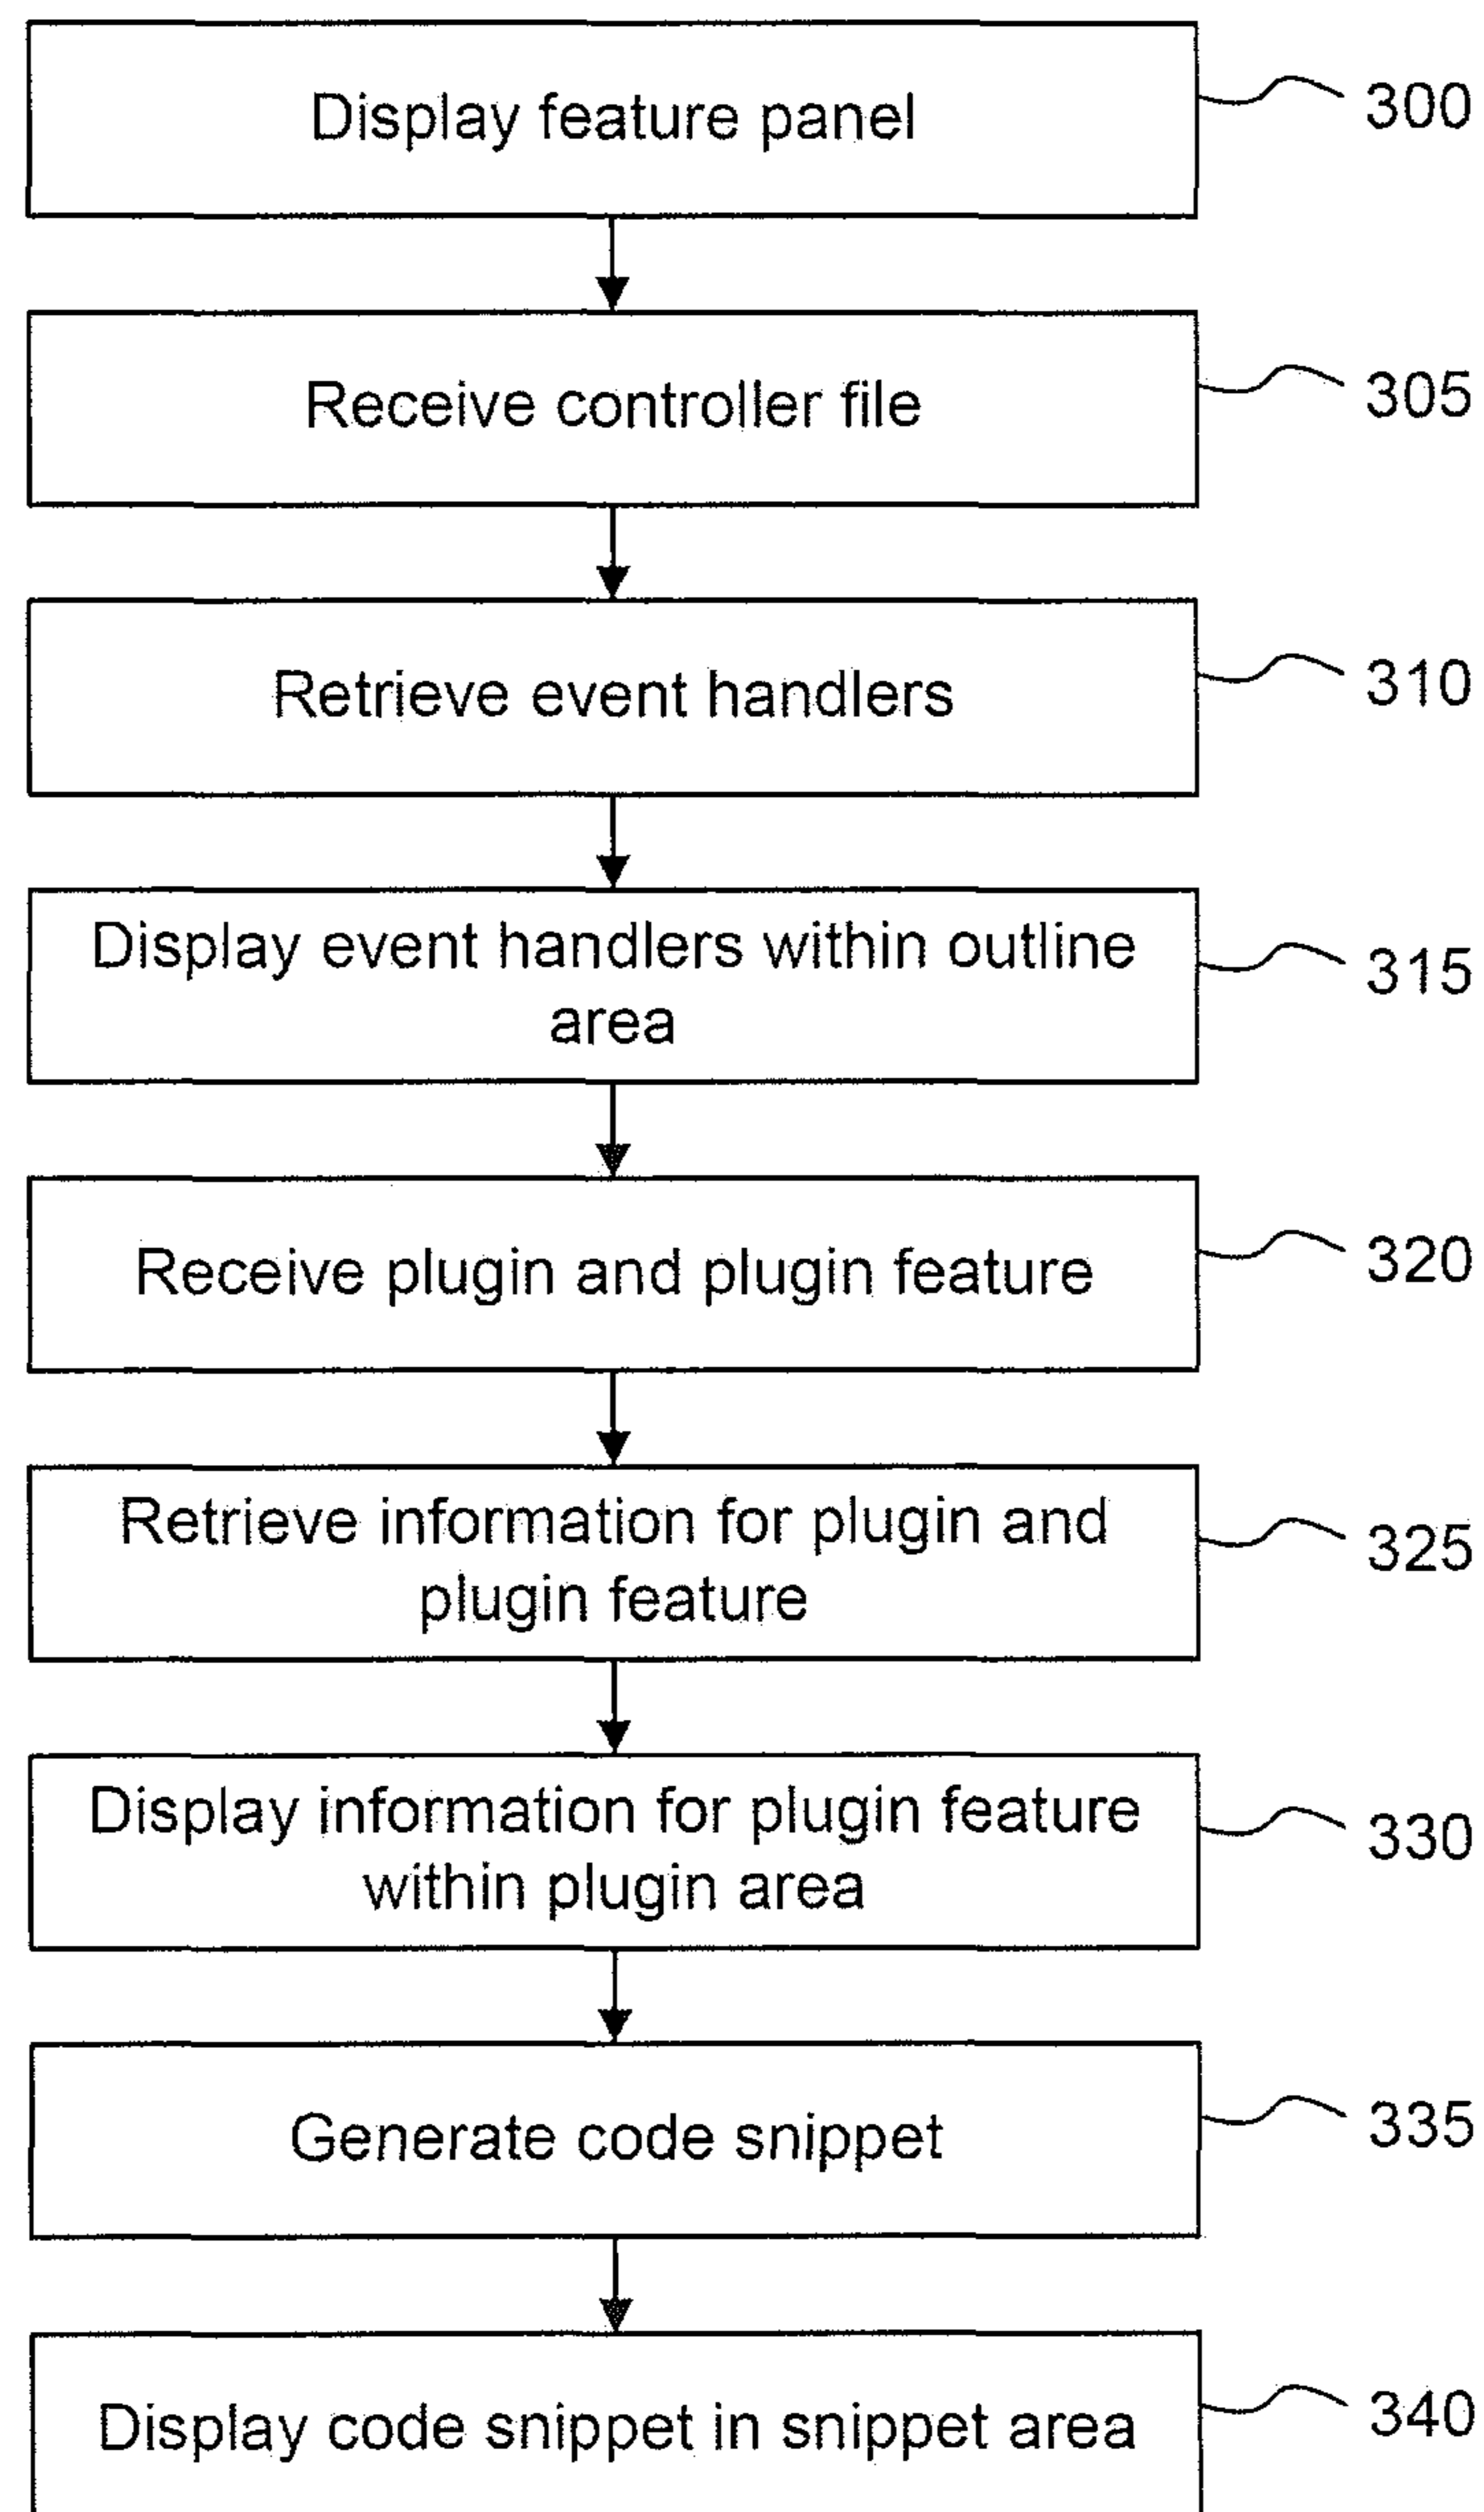 Display feature panel
300
Receive controller file
305
Retrieve event handlers
310
Display event handlers within outline
area
315
Receive plugin and plugin feature
320
Retrieve information for plugin and
plugin feature
325
Display information for plugin feature
within plugin area
330
Generate code snippet
335
Display code snippet in snippet area
340